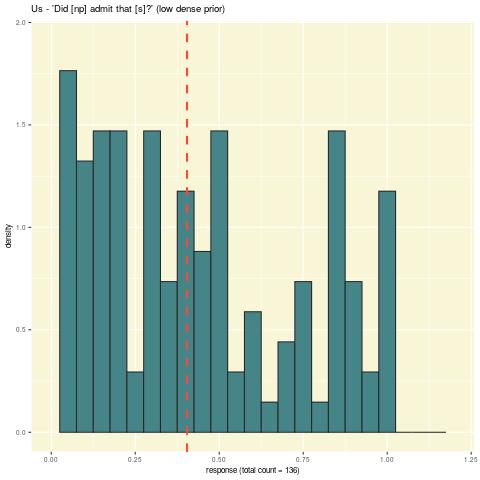 Us - 'Did [np] admit that [s]?' (low dense prior)
2.0
1.5
1.0
0.5
0.0
density
0.00 0.25 0.50 0.75 1.00 1.25
response (total count = 136)